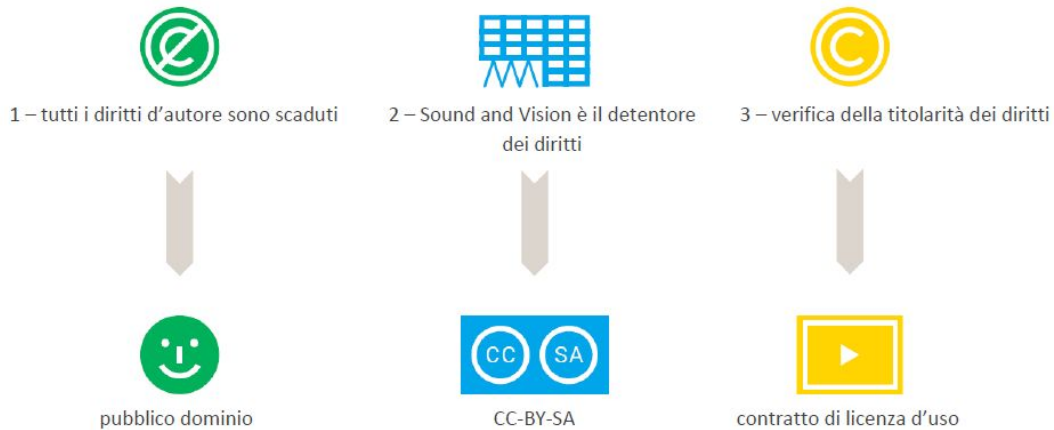 1 – tutti i diritti d'autore sono scaduti
2 – Sound and Vision è il detentore
dei diritti
3 – verifica della titolarità dei diritti
C
CC SA
pubblico dominio
CC-BY-SA
contratto di licenza d'uso